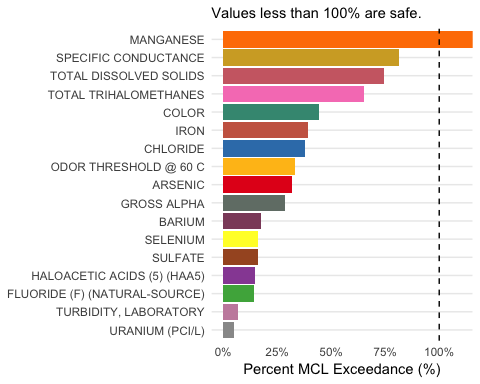 Values less than 100% are safe.
MANGANESE
SPECIFIC CONDUCTANCE
TOTAL DISSOLVED SOLIDS
TOTAL TRIHALOMETHANES
COLOR
IRON
CHLORIDE
ODOR THRESHOLD @ 60 C
ARSENIC
GROSS ALPHA
BARIUM
SELENIUM
SULFATE
HALOACETIC ACIDS (5) (HAA5)
FLUORIDE (F) (NATURAL-SOURCE)
TURBIDITY, LABORATORY
URANIUM (PCI/L)
0% 25% 50% 75% 100%
Percent MCL Exceedance (%)